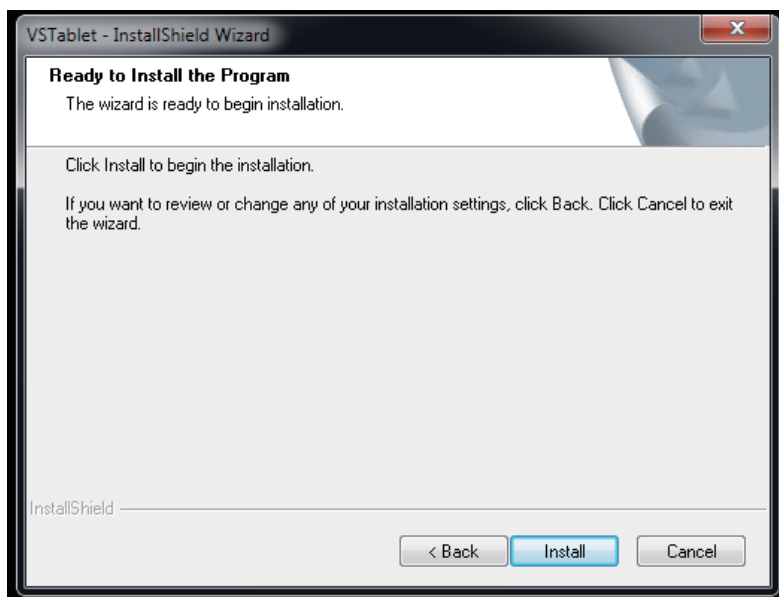 VSTablet - InstallShield Wizard
Ready to Install the Program
The wizard is ready to begin installation.
Click Install to begin the installation.
If you want to review or change any of your installation settings, click Back. Click Cancel to exit
the wizard.
InstallShield
< Back Install Cancel